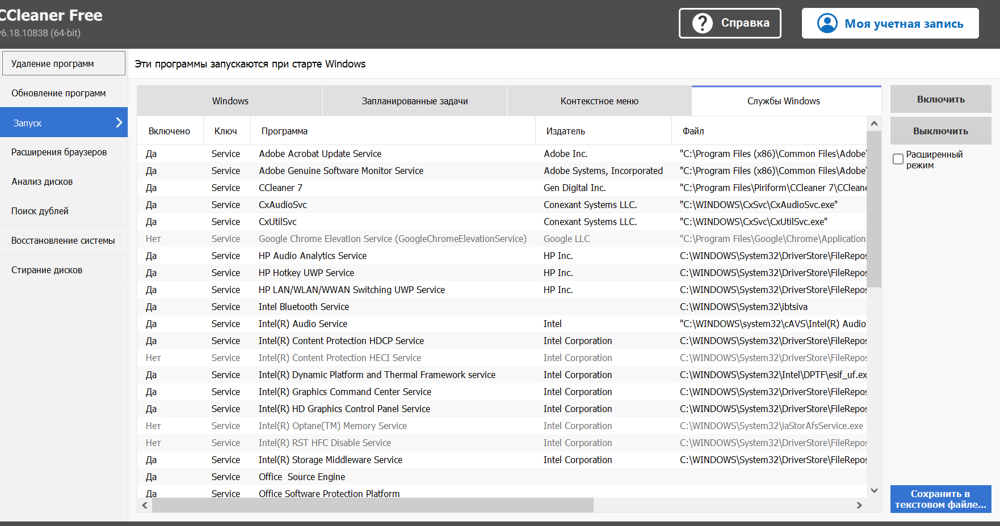 CCleaner Free
v6.18.10838 (64-bit)
Справка
Моя учетная запись
Удаление программ
Обновление программ
Запуск
Расширения браузеров
Анализ дисков
Поиск дублей
Восстановление системы
Стирание дисков
Эти программы запускаются при старте Windows
Windows Запланированные задачи Контекстное меню Службы Windows
Включено Ключ Программа Издатель Файл
Да Service Adobe Acrobat Update Service Adobe Inc. "C:\Program Files (x86)\Common Files\Adobe\
Да Service Adobe Genuine Software Monitor Service Adobe Systems, Incorporated "C:\Program Files (x86)\Common Files\Adobe\
Да Service CCleaner 7 Gen Digital Inc. "C:\Program Files\Piriform\CCleaner 7\CCleane
Да Service CxAudioSvc Conexant Systems LLC. "C:\WINDOWS\CxSvc\CxAudioSvc.exe"
Да Service CxUtilSvc Conexant Systems LLC. "C:\WINDOWS\CxSvc\CxUtilSvc.exe"
Нет Service Google Chrome Elevation Service (GoogleChromeElevationService) Google LLC "C:\Program Files\Google\Chrome\Application\
Да Service HP Audio Analytics Service HP Inc. C:\WINDOWS\System32\DriverStore\FileRepos
Да Service HP Hotkey UWP Service HP Inc. C:\WINDOWS\System32\DriverStore\FileRepos
Да Service HP LAN/WLAN/WWAN Switching UWP Service HP Inc. C:\WINDOWS\System32\DriverStore\FileRepos
Да Service Intel Bluetooth Service C:\WINDOWS\System32\ibtsiva
Да Service Intel(R) Audio Service Intel "C:\WINDOWS\system32\cAVS\Intel(R) Audio
Да Service Intel(R) Content Protection HDCP Service Intel Corporation C:\WINDOWS\System32\DriverStore\FileRepos
Нет Service Intel(R) Content Protection HECI Service Intel Corporation C:\WINDOWS\System32\DriverStore\FileRepos
Да Service Intel(R) Dynamic Platform and Thermal Framework service Intel Corporation C:\WINDOWS\System32\Intel\DPTF\esif_uf.ex
Да Service Intel(R) Graphics Command Center Service Intel Corporation C:\WINDOWS\System32\DriverStore\FileRepos
Да Service Intel(R) HD Graphics Control Panel Service Intel Corporation C:\WINDOWS\System32\DriverStore\FileRepos
Нет Service Intel(R) Optane(TM) Memory Service Intel Corporation C:\WINDOWS\System32\iaStorAfsService.exe
Нет Service Intel(R) RST HFC Disable Service Intel Corporation C:\WINDOWS\System32\DriverStore\FileRepos
Да Service Intel(R) Storage Middleware Service Intel Corporation C:\WINDOWS\System32\DriverStore\FileRepos
Да Service Office  Source Engine
Да Service Office Software Protection Platform
Включить
Выключить
Расширенный
режим
Сохранить в
текстовом файле...